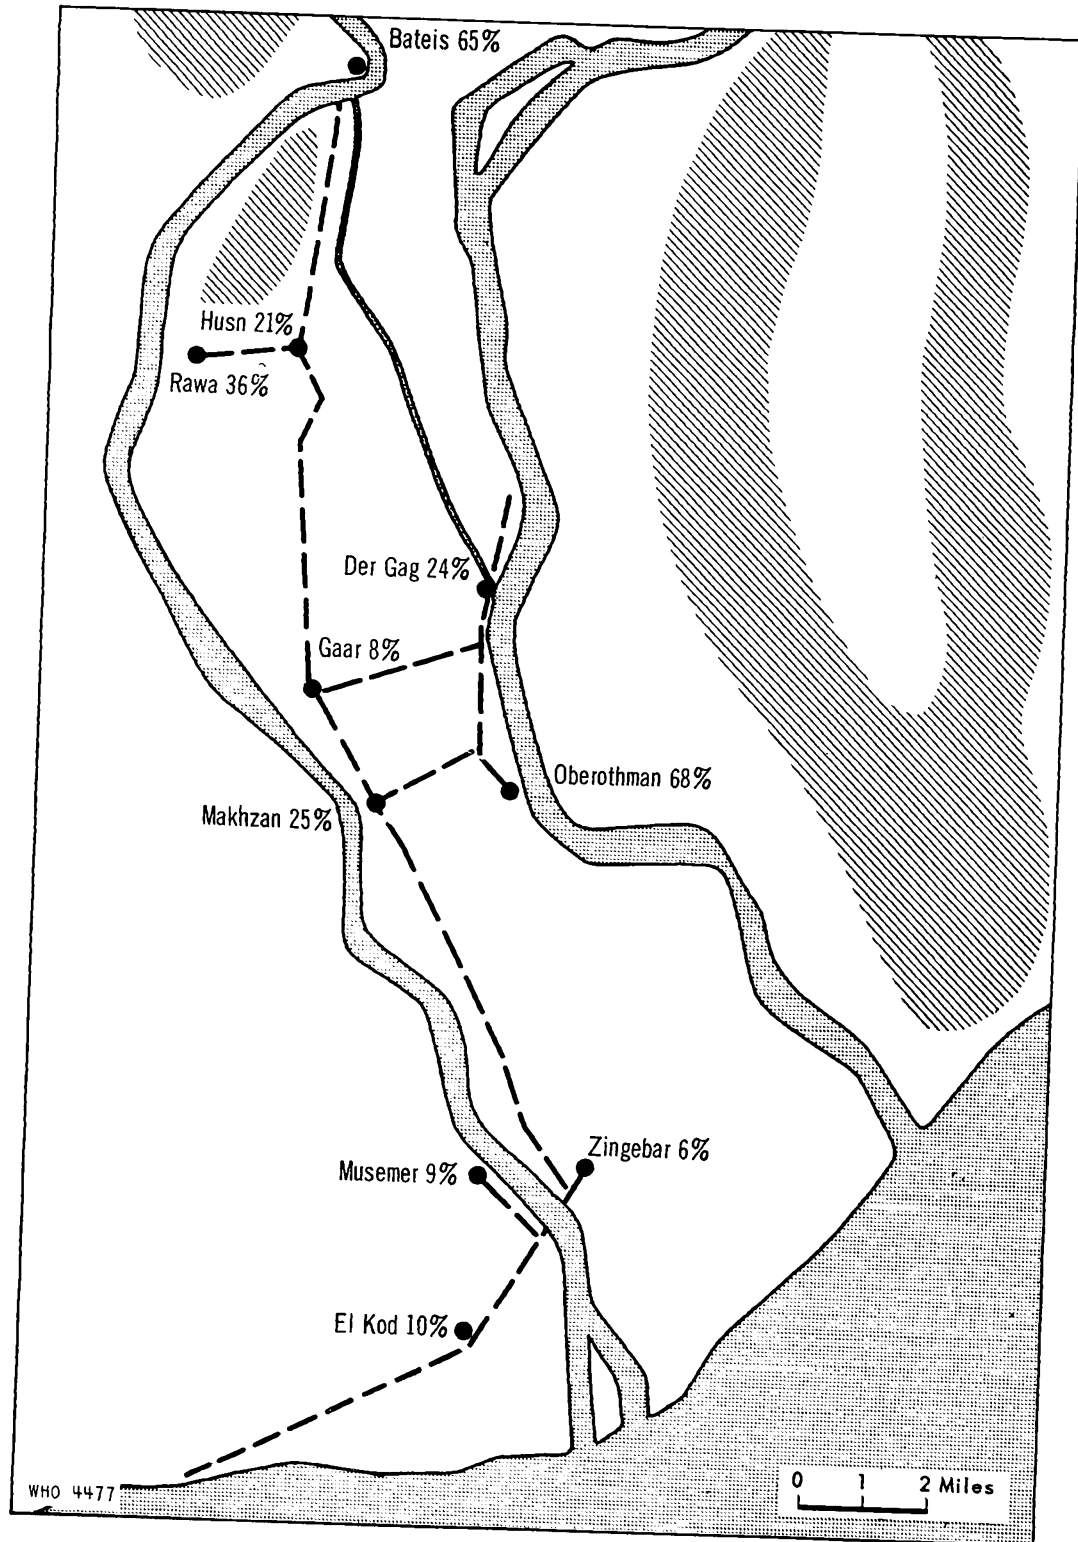 Bateis 65%
Husn 21%
Rawa 36%
Der Gag 24%
Gaar 8%
Oberothman 68%
Makhzan 25%
Zingebar 6%
Musemer 9%
El Kod 10%
WHO 4477
0 1 2 Miles